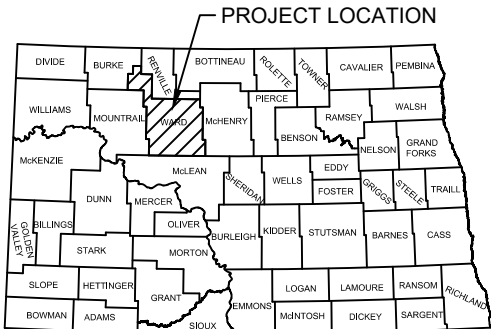 PROJECT LOCATION
DIVIDE
BURKE
RENVILLE
BOTTINEAU
ROLETTE
TOWNER
CAVALIER
PEMBINA
WILLIAMS
MOUNTRAIL
WARD
McHENRY
PIERCE
BENSON
RAMSEY
WALSH
NELSON
GRAND
FORKS
McKENZIE
McLEAN
SHERIDAN
WELLS
EDDY
FOSTER
GRIGGS
STEELE
TRAILL
DUNN
MERCER
OLIVER
GOLDEN
VALLEY
BILLINGS
STARK
MORTON
BURLEIGH
KIDDER
STUTSMAN
BARNES
CASS
SLOPE
HETTINGER
GRANT
EMMONS
LOGAN
LAMOURE
RANSOM
RICHLAND
BOWMAN
ADAMS
SIOUX
McINTOSH
DICKEY
SARGENT